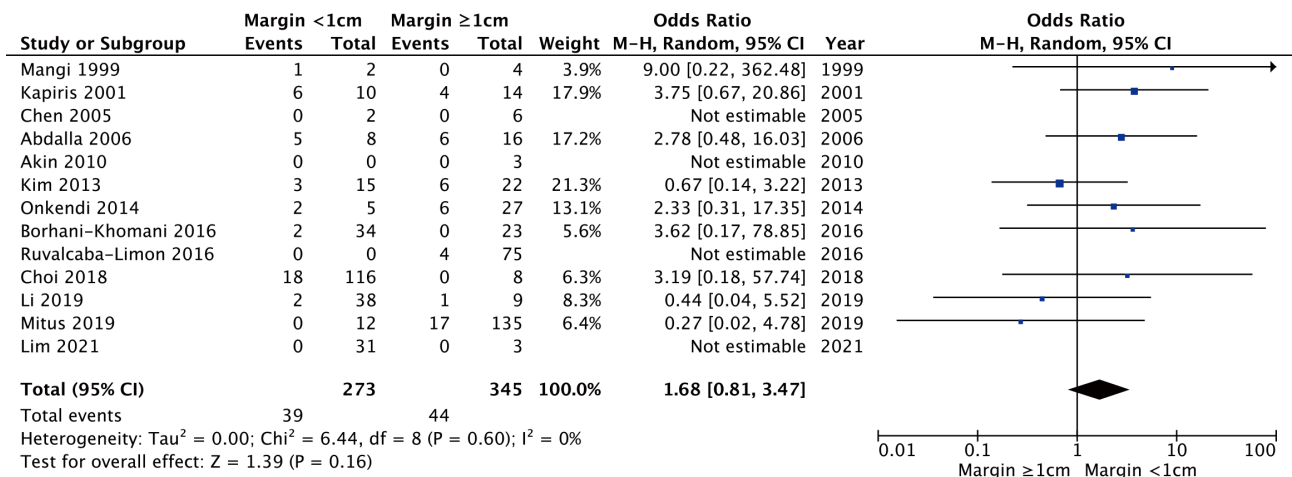 Margin <1cm Margin ≥1cm Odds Ratio Odds Ratio
Study or Subgroup Events Total Events Total Weight M-H, Random, 95% CI Year M-H, Random, 95% CI
Mangi 1999 1 2 0 4 3.9% 9.00 [0.22, 362.48] 1999
Kapiris 2001 6 10 4 14 17.9% 3.75 [0.67, 20.86] 2001
Chen 2005 0 2 0 6 Not estimable 2005
Abdalla 2006 5 8 6 16 17.2% 2.78 [0.48, 16.03] 2006
Akin 2010 0 0 0 3 Not estimable 2010
Kim 2013 3 15 6 22 21.3% 0.67 [0.14, 3.22] 2013
Onkendi 2014 2 5 6 27 13.1% 2.33 [0.31, 17.35] 2014
Borhani-Khomani 2016 2 34 0 23 5.6% 3.62 [0.17, 78.85] 2016
Ruvalcaba-Limon 2016 0 0 4 75 Not estimable 2016
Choi 2018 18 116 0 8 6.3% 3.19 [0.18, 57.74] 2018
Li 2019 2 38 1 9 8.3% 0.44 [0.04, 5.52] 2019
Mitus 2019 0 12 17 135 6.4% 0.27 [0.02, 4.78] 2019
Lim 2021 0 31 0 3 Not estimable 2021
Total (95% CI) 273 345 100.0% 1.68 [0.81, 3.47]
Total events 39 44
Heterogeneity: Tau² = 0.00; Chi² = 6.44, df = 8 (P = 0.60); I² = 0%
Test for overall effect: Z = 1.39 (P = 0.16)
0.01 0.1 1 10 100
Margin ≥1cm Margin <1cm